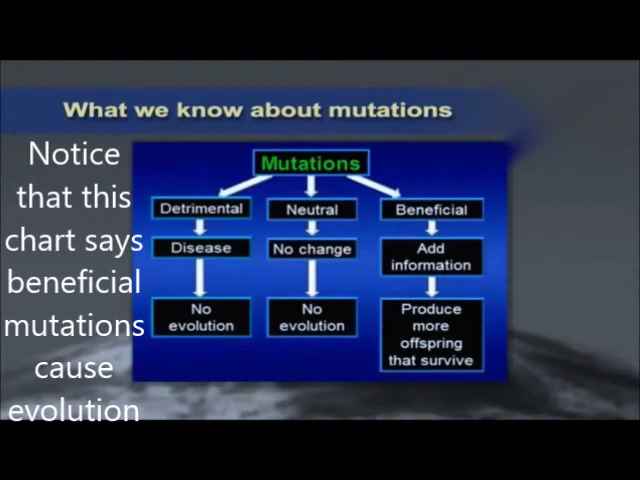 What we know about mutations
Notice
that this
chart says
beneficial
mutations
cause
evolution
Mutations
Detrimental
Neutral
Beneficial
Disease
No change
Add
information
No
evolution
No
evolution
Produce
more
offspring
that survive